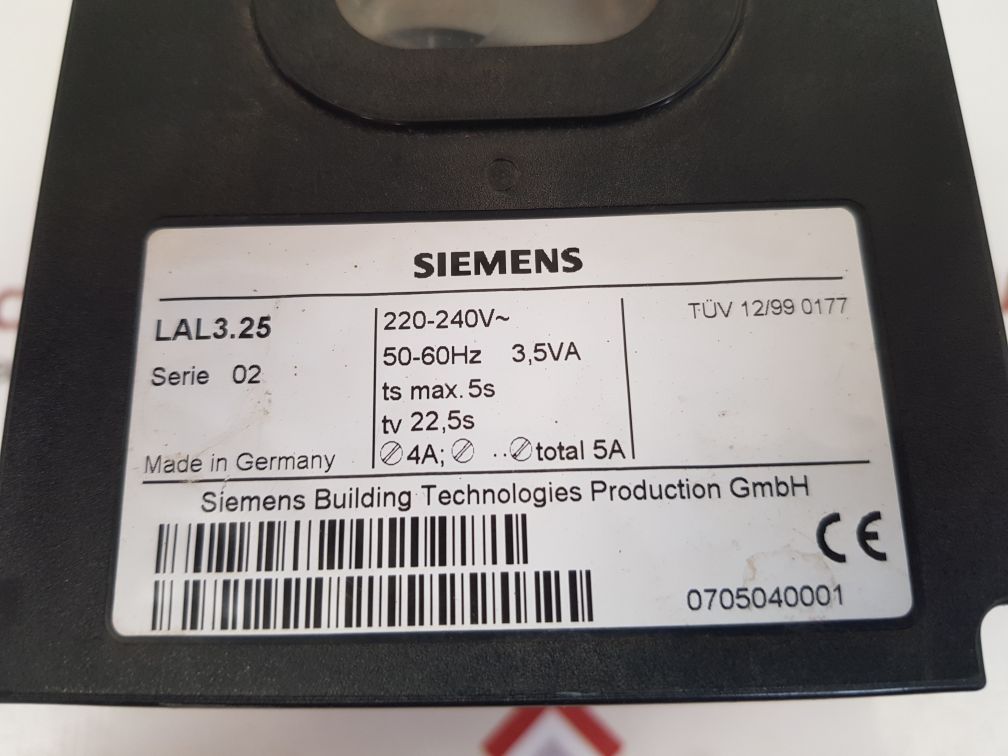 SIEMENS
LAL3.25
Serie 02 :
Made in Germany
220-240V~
50-60Hz 3,5VA
ts max. 5s
tv 22,5s
⊘ 4A; ⊘ ..⊘ total 5A
TÜV 12/99 0177
Siemens Building Technologies Production GmbH
CE
0705040001